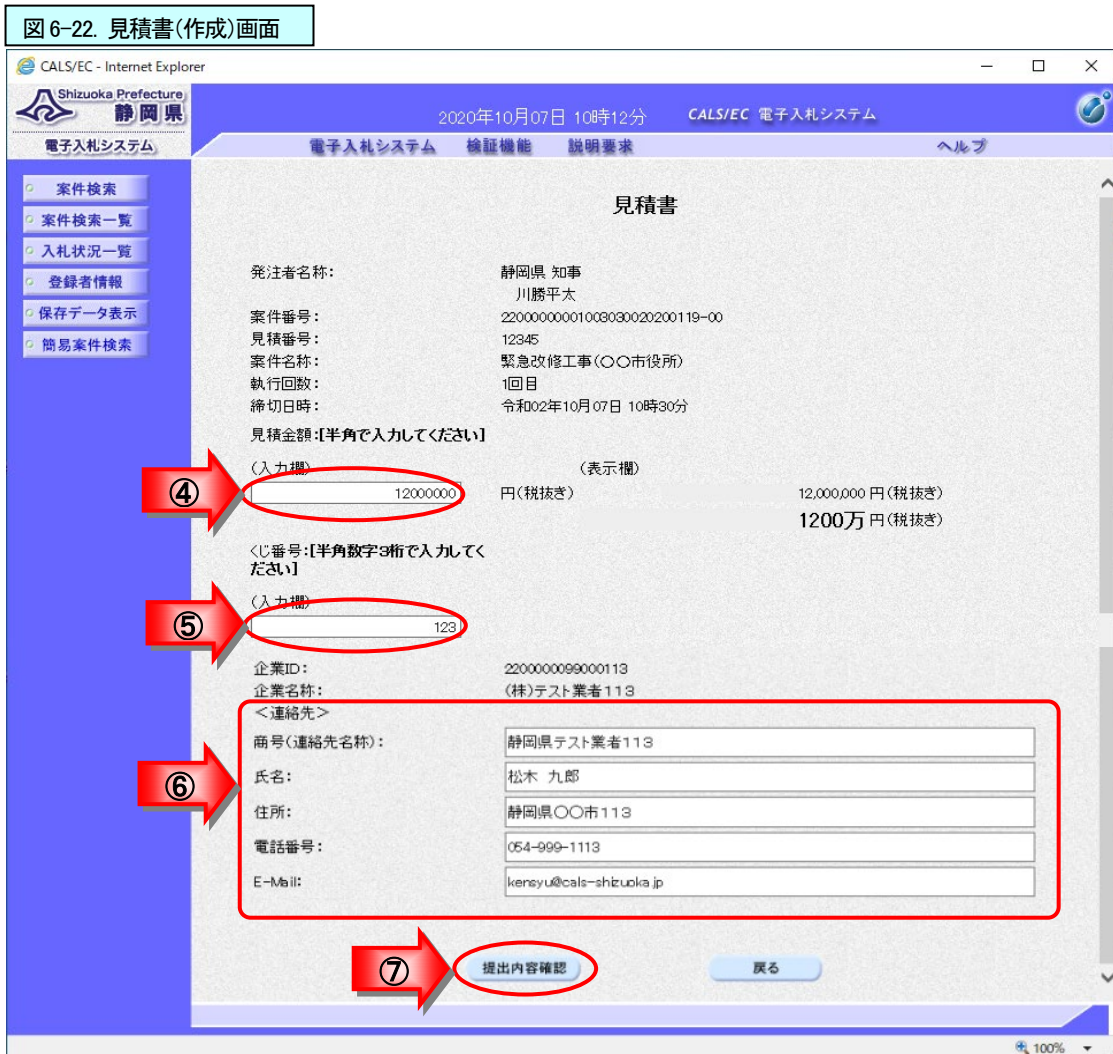 図6-22. 見積書(作成)画面
CALS/EC - Internet Explorer
Shizuoka Prefecture
静岡県
2020年10月07日 10時12分
CALS/EC 電子入札システム
電子入札システム
電子入札システム
検証機能
説明要求
ヘルプ
案件検索
案件検索一覧
入札状況一覧
登録者情報
保存データ表示
簡易案件検索
見積書
発注者名称: 静岡県 知事
川勝平太
案件番号: 22000000001003030020200119-00
見積番号: 12345
案件名称: 緊急改修工事(〇〇市役所)
執行回数: 1回目
締切日時: 令和02年10月07日 10時30分
見積金額:[半角で入力してください]
(入力欄) (表示欄)
④ 12000000 円(税抜き) 12,000,000 円(税抜き)
1200万 円(税抜き)
くじ番号:[半角数字3桁で入力してく
ださい]
(入力欄)
⑤ 123
企業ID: 2200000099000113
企業名称: (株)テスト業者113
<連絡先>
商号(連絡先名称): 静岡県テスト業者113
⑥ 氏名: 松木 九郎
住所: 静岡県〇〇市113
電話番号: 054-999-1113
E-Mail: kensyu@cals-shizuoka.jp
⑦ 提出内容確認 戻る
100%